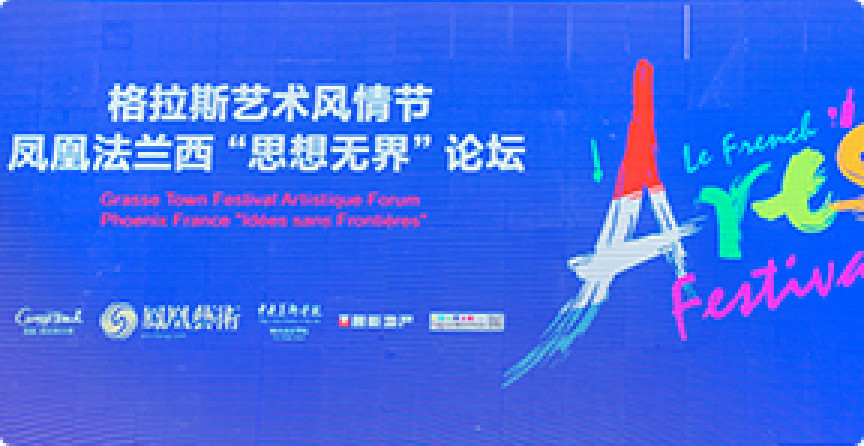 格拉斯艺术风情节
凤凰法兰西“思想无界”论坛
Grasse Town Festival Artistique Forum
Phoenix France "Idées sans Frontières"
凤凰艺術
Le French
Arts
Festival